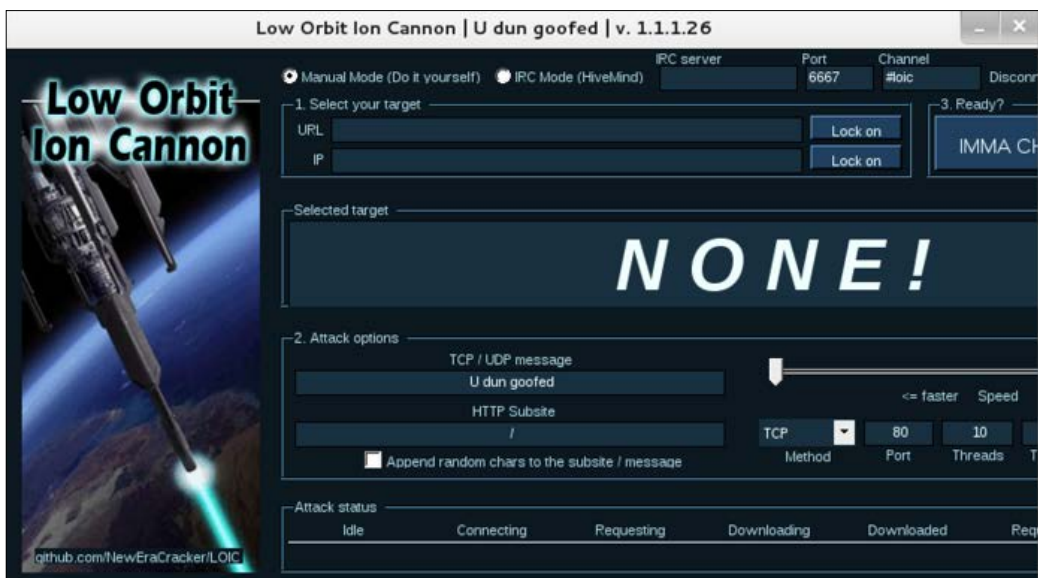 Low Orbit Ion Cannon | U dun goofed | v. 1.1.1.26
Low Orbit
Ion Cannon
IRC server Port Channel
Manual Mode (Do it yourself) IRC Mode (HiveMind) 6667 #loic Disconn
1. Select your target
URL Lock on
IP Lock on
3. Ready?
IMMA CH
Selected target
NONE!
2. Attack options
TCP / UDP message
U dun goofed
HTTP Subsite
/
Append random chars to the subsite / message
<= faster Speed
TCP 80 10
Method Port Threads T
Attack status
Idle Connecting Requesting Downloading Downloaded Req
github.com/NewEraCracker/LOIC